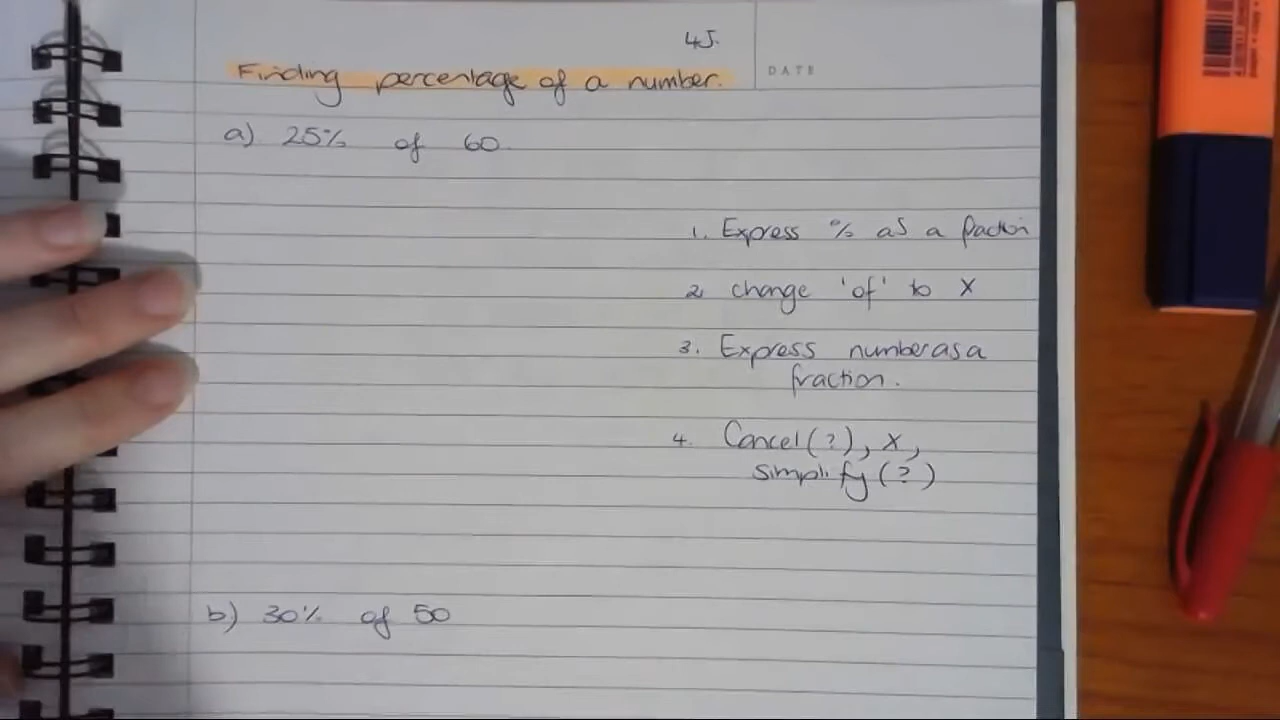 45.
Finding percentage of a number.
DATE
a) 25% of 60
1. Express % as a fraction
2. change 'of' to x
3. Express number as a
fraction.
4. Cancel (?), x,
simplify (?)
b) 30% of 50